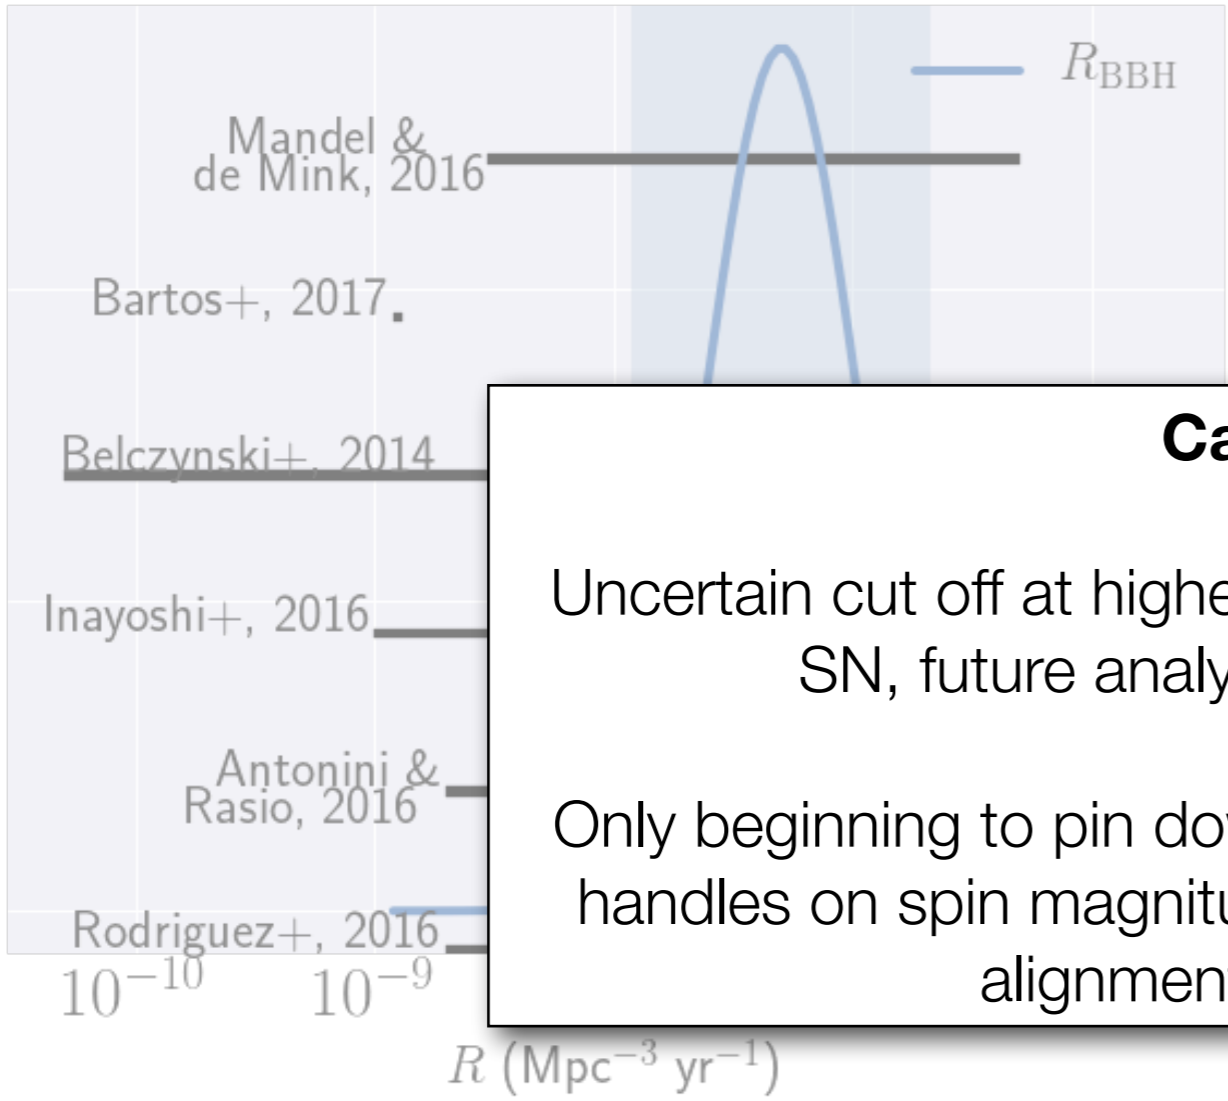 R_BBH
Mandel &
de Mink, 2016
Bartos+, 2017
Belczynski+, 2014
Inayoshi+, 2016
Antonini &
Rasio, 2016
Rodriguez+, 2016
10^-10 10^-9
R (Mpc^-3 yr^-1)
Ca
Uncertain cut off at highe
SN, future analy
Only beginning to pin do
handles on spin magnitu
alignmen